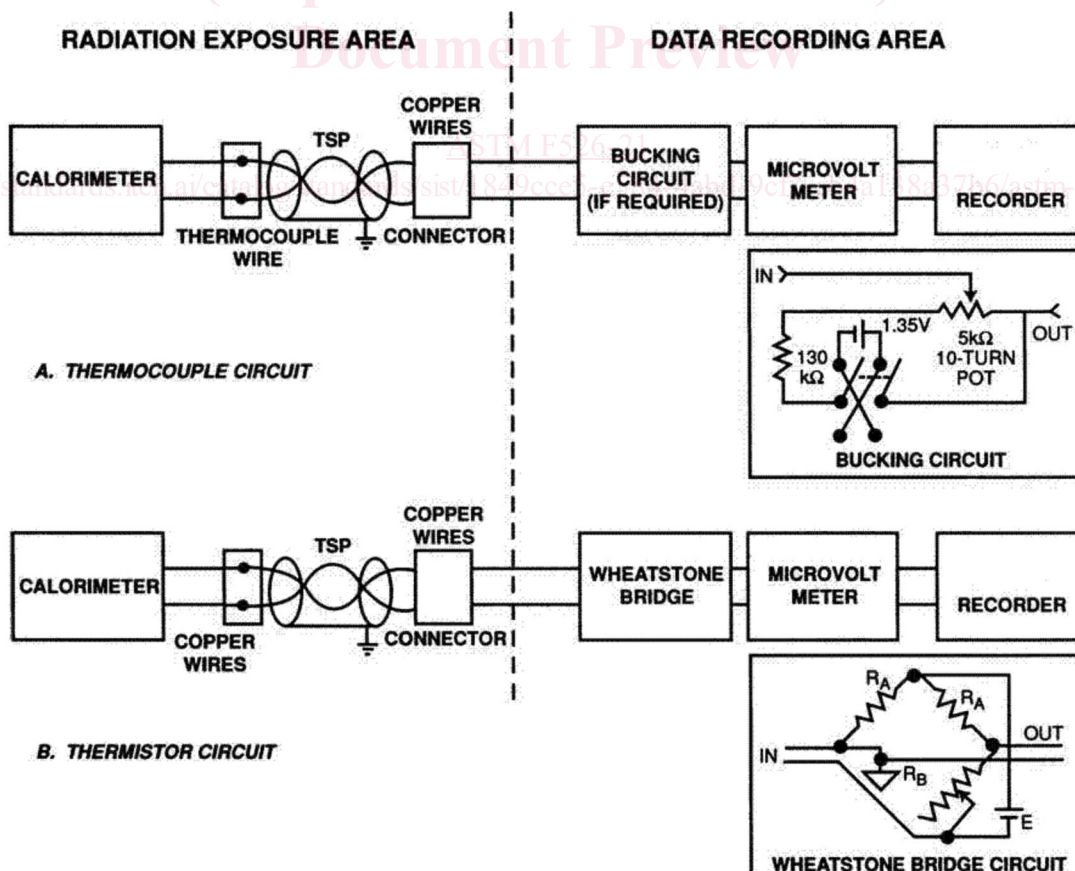 Document Preview
RADIATION EXPOSURE AREA
DATA RECORDING AREA
ASTM F526-21
CALORIMETER
TSP
COPPER
WIRES
THERMOCOUPLE
WIRE
CONNECTOR
BUCKING
CIRCUIT
(IF REQUIRED)
MICROVOLT
METER
RECORDER
IN
1.35V
OUT
130
kΩ
5kΩ
10-TURN
POT
BUCKING CIRCUIT
A. THERMOCOUPLE CIRCUIT
CALORIMETER
TSP
COPPER
WIRES
COPPER
WIRES
CONNECTOR
WHEATSTONE
BRIDGE
MICROVOLT
METER
RECORDER
RA
RA
IN
OUT
RB
E
WHEATSTONE BRIDGE CIRCUIT
B. THERMISTOR CIRCUIT